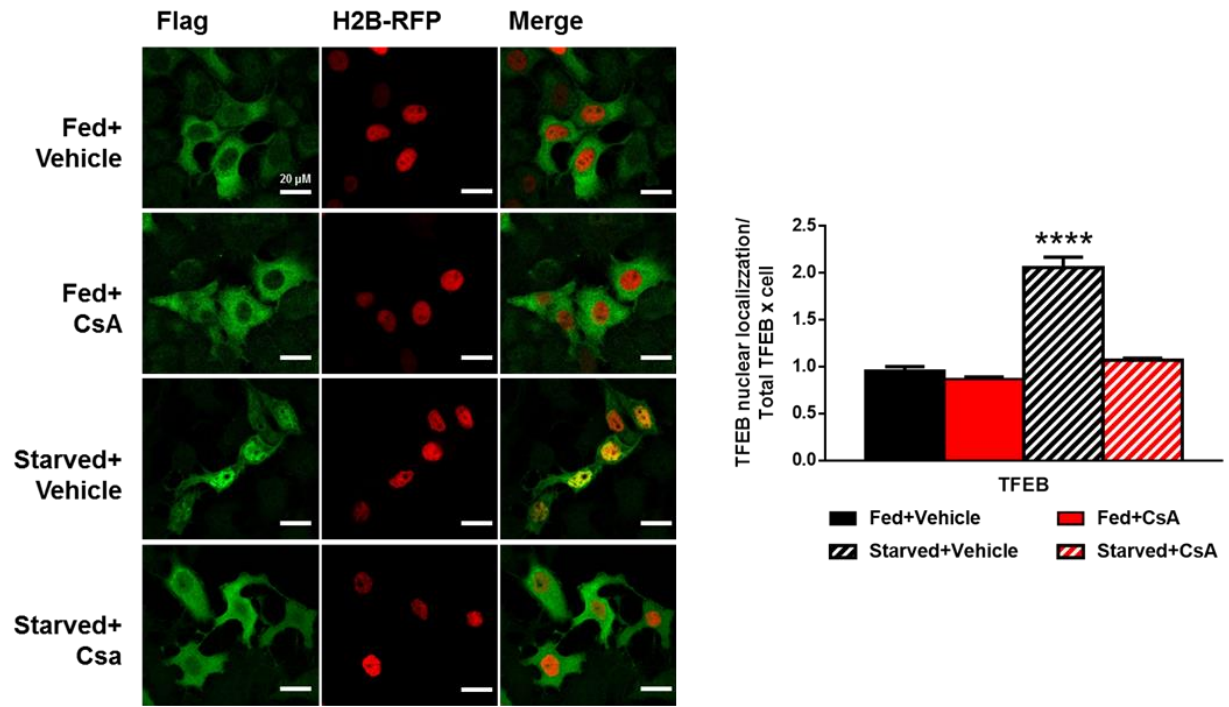 Flag H2B-RFP Merge
Fed+
Vehicle
20 µM
Fed+
CsA
Starved+
Vehicle
Starved+
Csa
TFEB nuclear localizzation/
Total TFEB x cell
2.5
2.0
1.5
1.0
0.5
0.0
****
TFEB
Fed+Vehicle Fed+CsA
Starved+Vehicle Starved+CsA